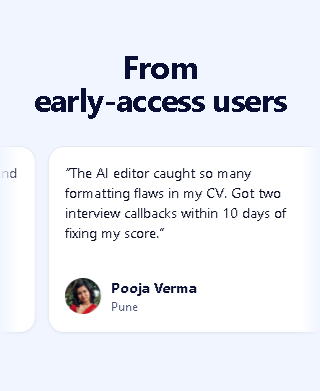 From
early-access users
nd
“The AI editor caught so many
formatting flaws in my CV. Got two
interview callbacks within 10 days of
fixing my score.”
Pooja Verma
Pune